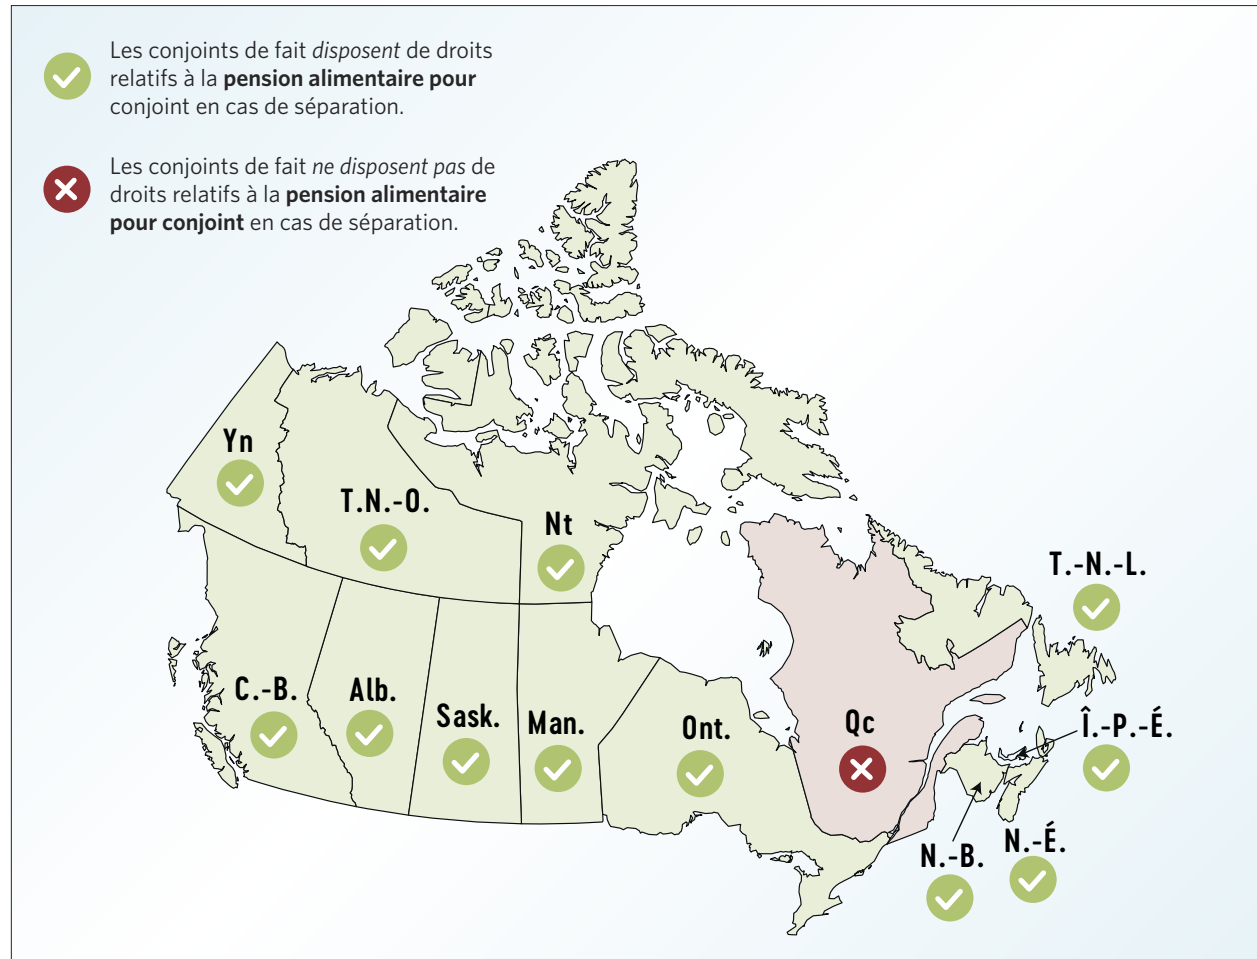 Les conjoints de fait disposent de droits
relatifs à la pension alimentaire pour
conjoint en cas de séparation.
Les conjoints de fait ne disposent pas de
droits relatifs à la pension alimentaire
pour conjoint en cas de séparation.
Yn
T.N.-O.
Nt
T.-N.-L.
C.-B.
Alb.
Sask.
Man.
Ont.
Qc
Î.-P.-É.
N.-B.
N.-É.